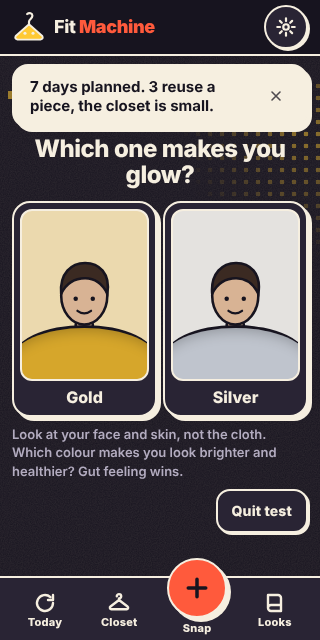 Fit Machine
7 days planned. 3 reuse a
piece, the closet is small.
Which one makes you
glow?
Gold
Silver
Look at your face and skin, not the cloth.
Which colour makes you look brighter and
healthier? Gut feeling wins.
Quit test
Today
Closet
Snap
Looks